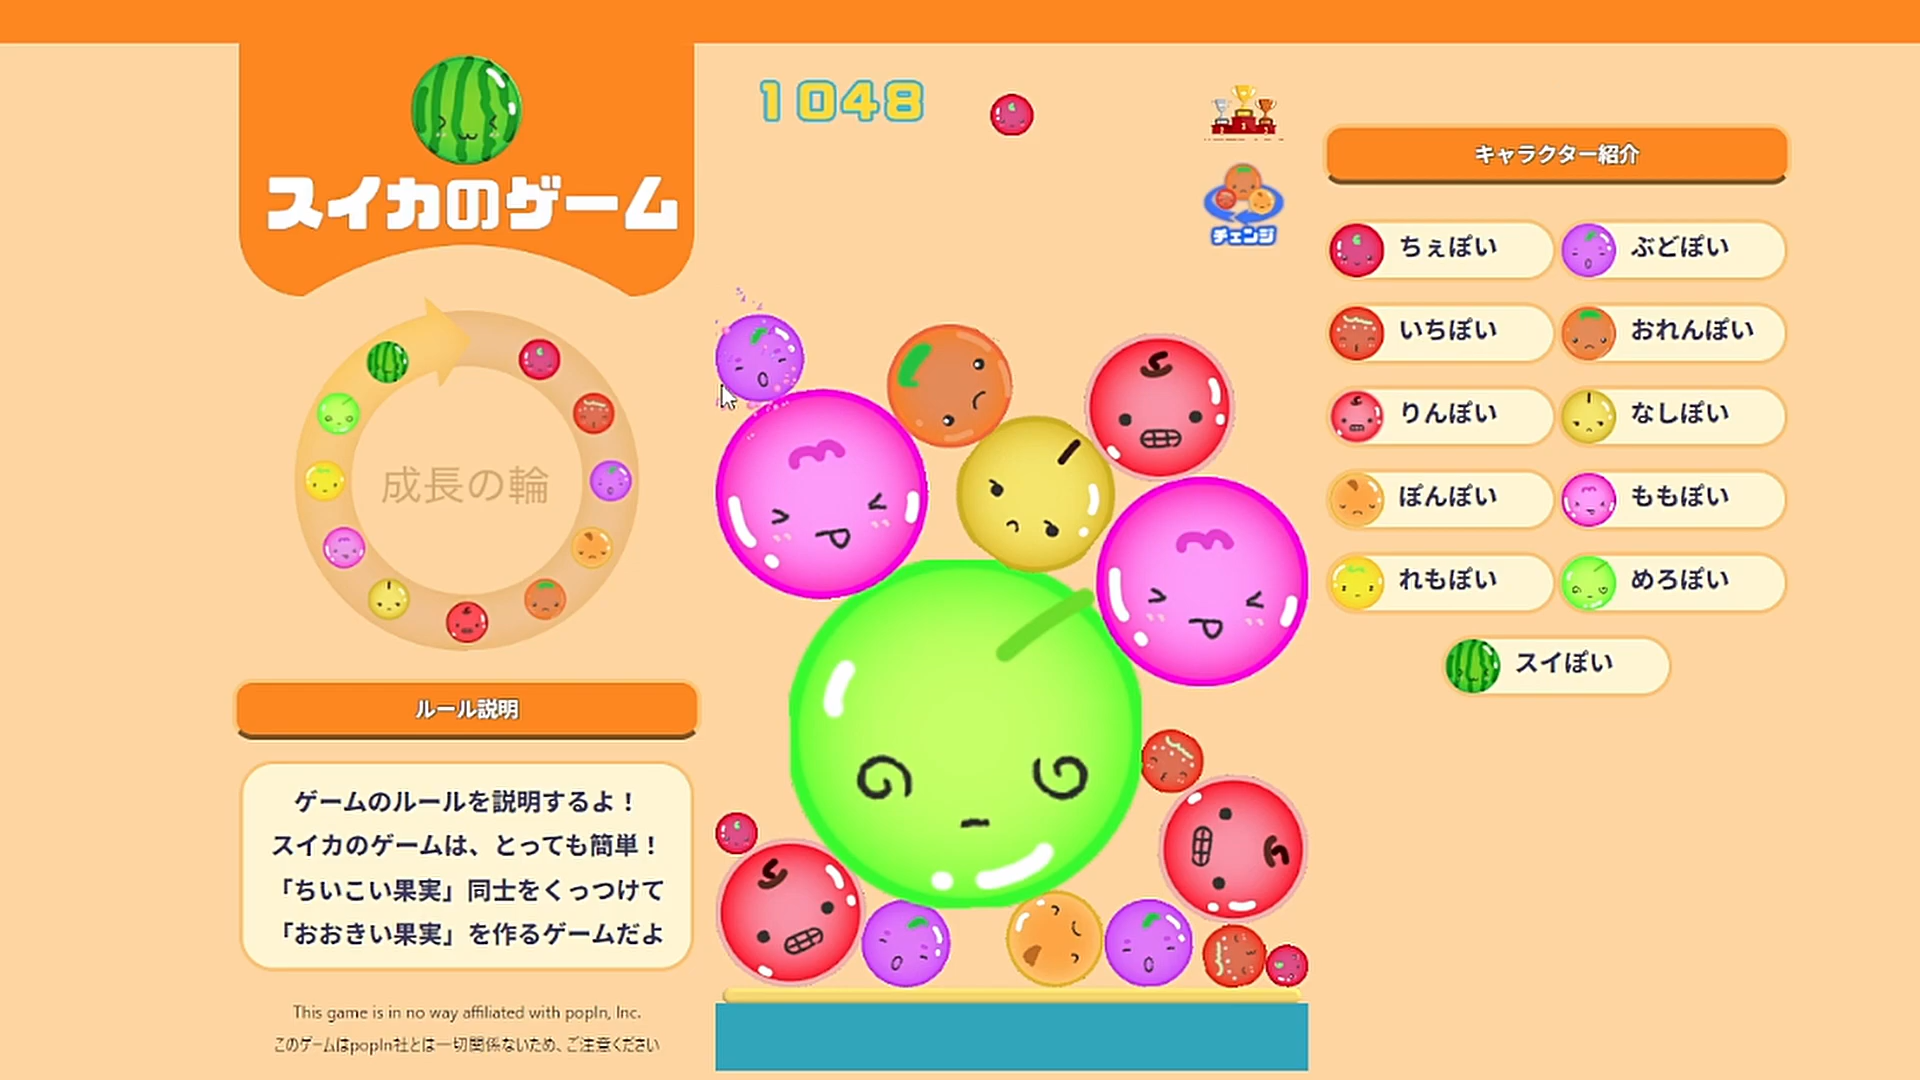 スイカのゲーム
1048
チェンジ
成長の輪
ルール説明
ゲームのルールを説明するよ！
スイカのゲームは、とっても簡単！
「ちいこい果実」同士をくっつけて
「おおきい果実」を作るゲームだよ
This game is in no way affiliated with popIn, Inc.
このゲームはpopIn社とは一切関係ないため、ご注意ください
キャラクター紹介
ちぇぽい
ぶどぽい
いちぽい
おれんぽい
りんぽい
なしぽい
ぽんぽい
ももぽい
れもぽい
めろぽい
スイぽい